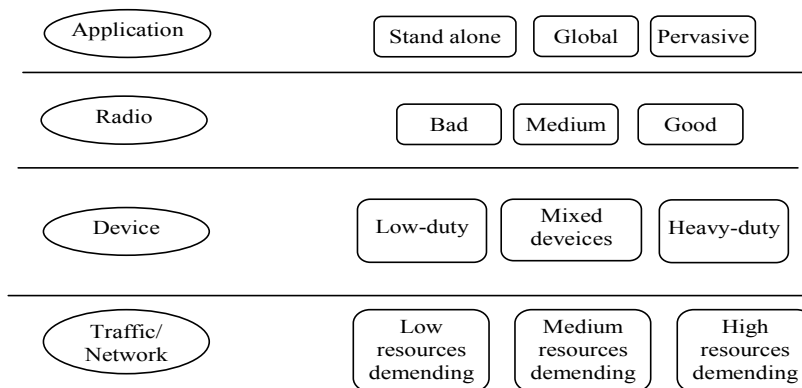 Application
Stand alone
Global
Pervasive
Radio
Bad
Medium
Good
Device
Low-duty
Mixed
deveices
Heavy-duty
Traffic/
Network
Low
resources
demending
Medium
resources
demending
High
resources
demending